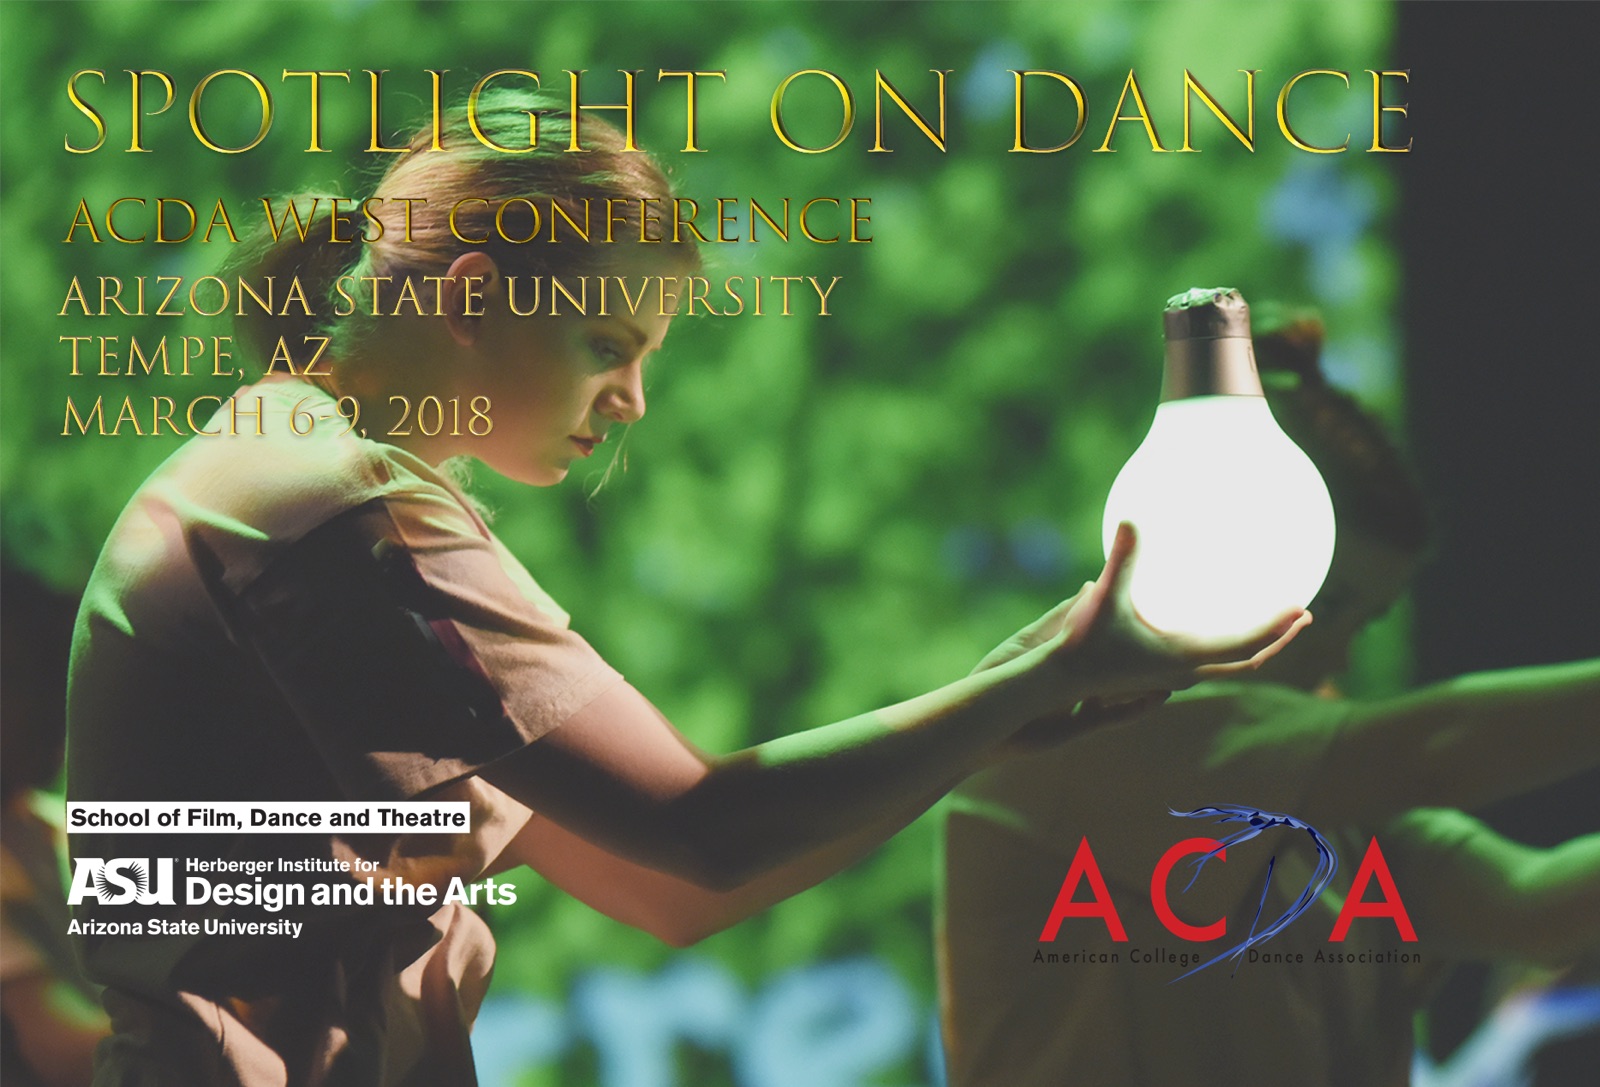 SPOTLIGHT ON DANCE
ACDA WEST CONFERENCE
ARIZONA STATE UNIVERSITY
TEMPE, AZ
MARCH 6-9, 2018
School of Film, Dance and Theatre
ASU Herberger Institute for
Design and the Arts
Arizona State University
ACDA
American College Dance Association
re